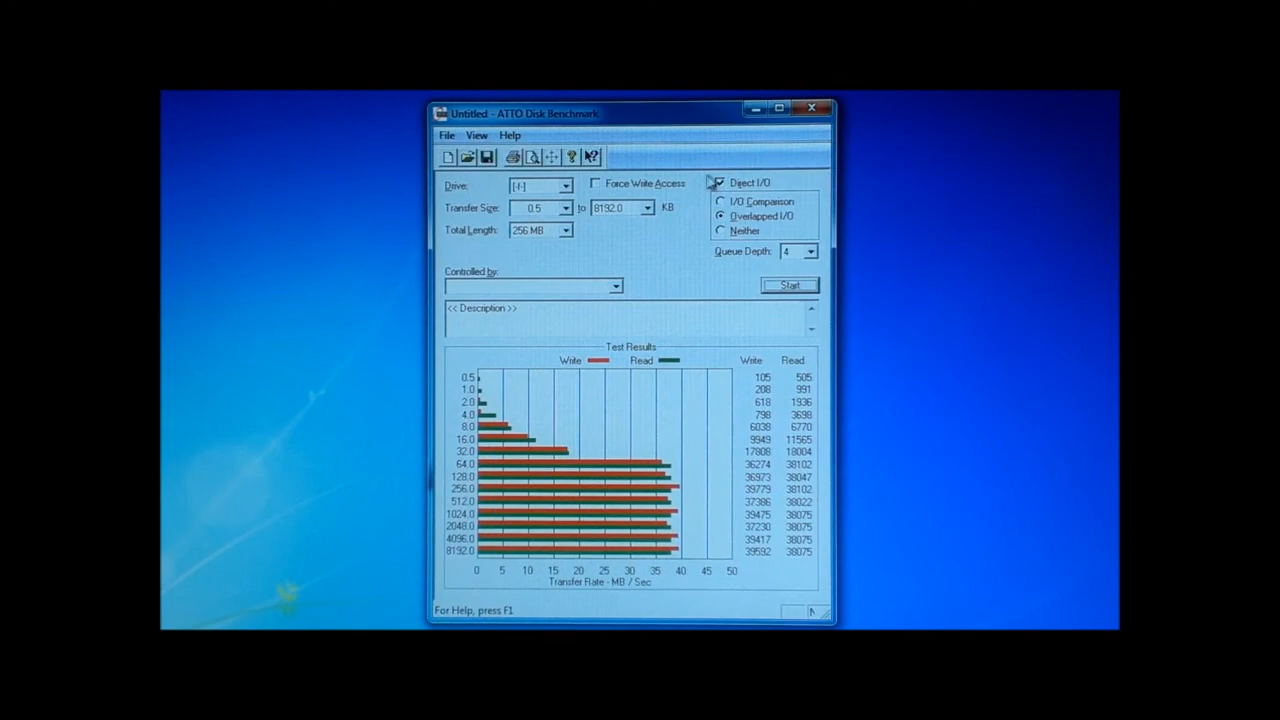 Untitled - ATTO Disk Benchmark
File View Help
Drive: [-f-] Force Write Access Direct I/O
Transfer Size: 0.5 to 8192.0 KB I/O Comparison
Overlapped I/O
Total Length: 256 MB Neither
Queue Depth: 4
Controlled by:
Start
<< Description >>
Test Results
Write Read Write Read
0.5 105 505
1.0 208 991
2.0 618 1936
4.0 798 3698
8.0 6038 6770
16.0 9949 11565
32.0 17808 18004
64.0 36274 38102
128.0 36973 38047
256.0 39779 38102
512.0 37386 38022
1024.0 39475 38075
2048.0 37230 38075
4096.0 39417 38075
8192.0 39592 38075
0 5 10 15 20 25 30 35 40 45 50
Transfer Rate - MB / Sec
For Help, press F1